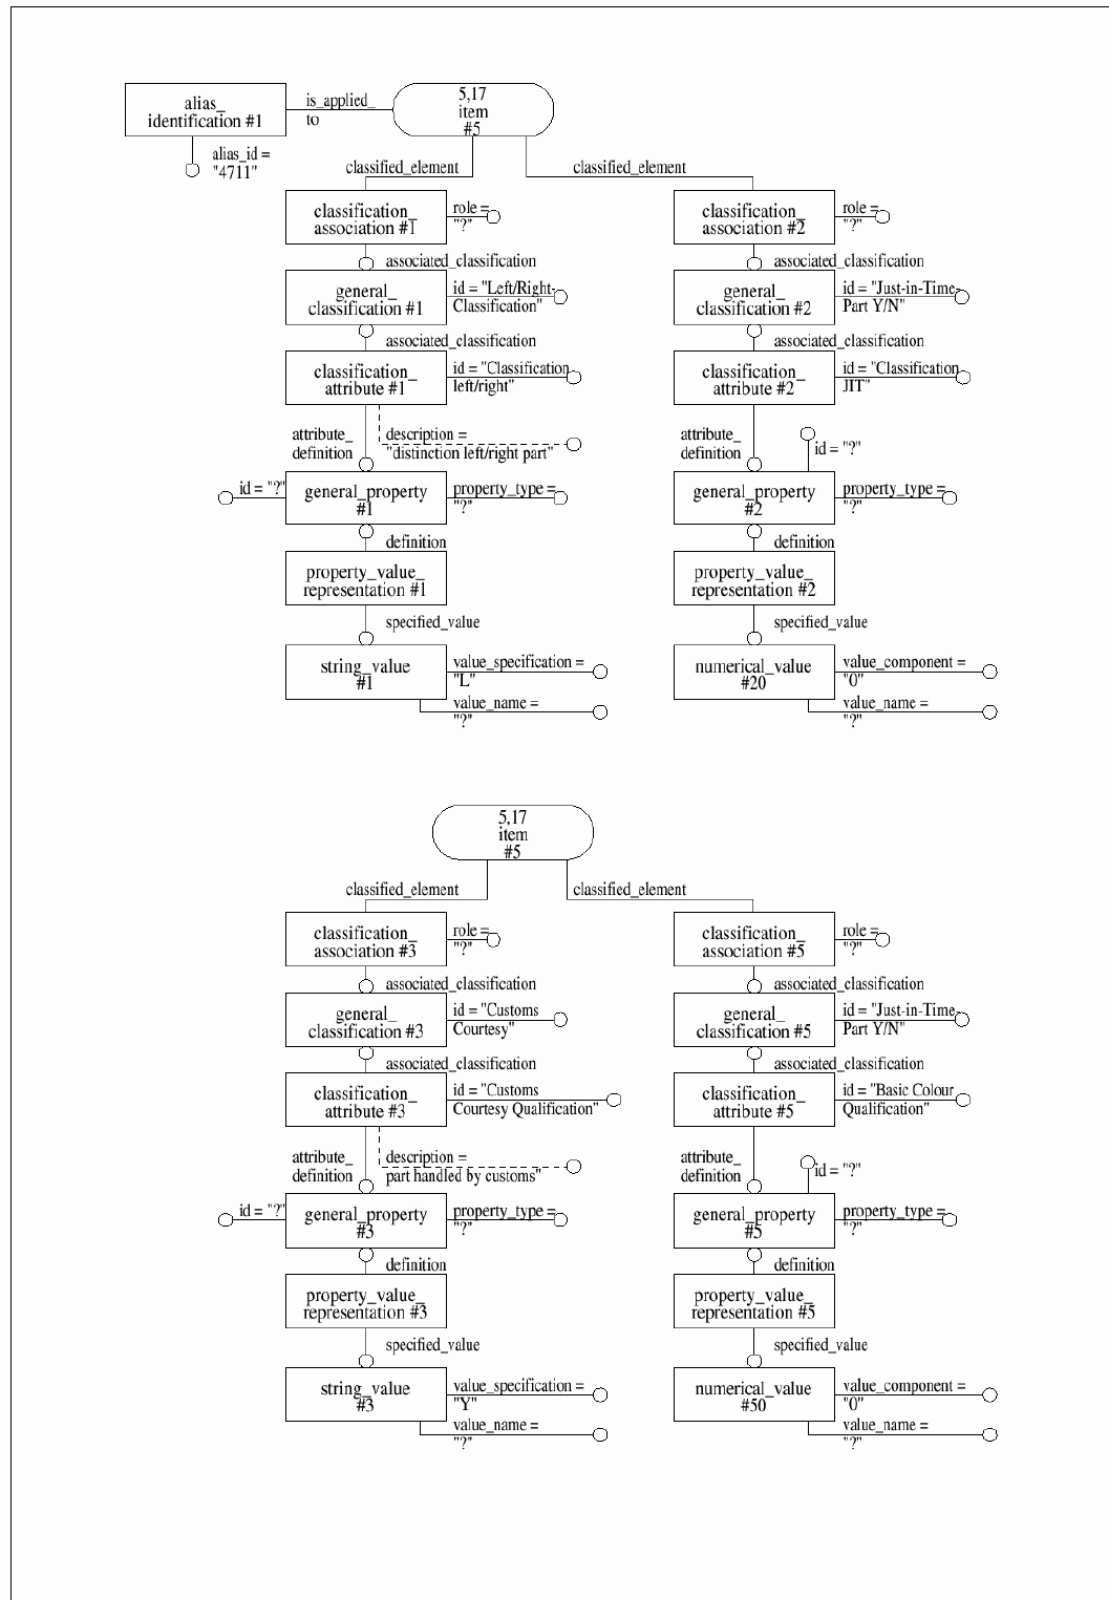 alias_
identification #1
is_applied_
to
5,17
item
#5
alias_id =
"4711"
classified_element
classified_element
classification_
association #1
role =
"?"
classification_
association #2
role =
"?"
associated_classification
associated_classification
general_
classification #1
id = "Left/Right-
Classification"
general_
classification #2
id = "Just-in-Time-
Part Y/N"
associated_classification
associated_classification
classification_
attribute #1
id = "Classification
left/right"
classification_
attribute #2
id = "Classification
JIT"
attribute_
definition
description =
"distinction left/right part"
attribute_
definition
id = "?"
id = "?"
general_property
#1
property_type =
"?"
general_property
#2
property_type =
"?"
definition
definition
property_value_
representation #1
property_value_
representation #2
specified_value
specified_value
string_value
#1
value_specification =
"L"
value_name =
"?"
numerical_value
#20
value_component =
"0"
value_name =
"?"
5,17
item
#5
classified_element
classified_element
classification_
association #3
role =
"?"
classification_
association #5
role =
"?"
associated_classification
associated_classification
general_
classification #3
id = "Customs
Courtesy"
general_
classification #5
id = "Just-in-Time-
Part Y/N"
associated_classification
associated_classification
classification_
attribute #3
id = "Customs
Courtesy Qualification"
classification_
attribute #5
id = "Basic Colour
Qualification"
attribute_
definition
description =
part handled by customs"
attribute_
definition
id = "?"
id = "?"
general_property
#3
property_type =
"?"
general_property
#5
property_type =
"?"
definition
definition
property_value_
representation #3
property_value_
representation #5
specified_value
specified_value
string_value
#3
value_specification =
"Y"
value_name =
"?"
numerical_value
#50
value_component =
"0"
value_name =
"?"